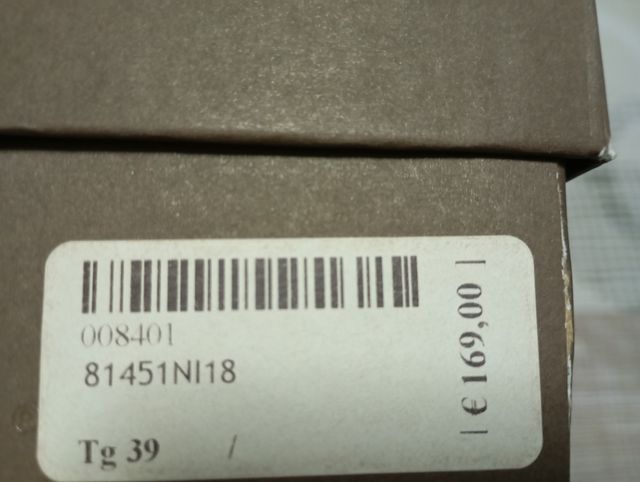 008401
81451NI18
Tg 39 /
| € 169,00 |